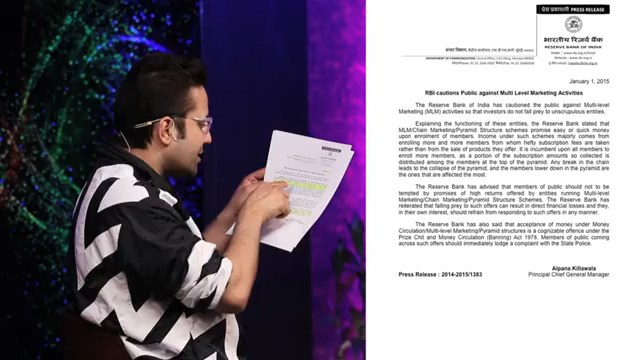 प्रेस प्रकाशनी PRESS RELEASE
भारतीय रिज़र्व बैंक
RESERVE BANK OF INDIA
January 1, 2015
RBI cautions Public against Multi Level Marketing Activities
The Reserve Bank of India has cautioned the public against Multi-level
Marketing (MLM) activities so that investors do not fall prey to unscrupulous entities.
Explaining the functioning of these entities, the Reserve Bank stated that
MLM/Chain Marketing/Pyramid Structure schemes promise easy or quick money
upon enrollment of members. Income under such schemes majorly comes from
enrolling more and more members from whom hefty subscription fees are taken
rather than from the sale of products they offer. It is incumbent upon all members to
enroll more members, as a portion of the subscription amounts so collected is
distributed among the members at the top of the pyramid. Any break in the chain
leads to the collapse of the pyramid, and the members lower down in the pyramid are
the ones that are affected the most.
The Reserve Bank has advised that members of public should not to be
tempted by promises of high returns offered by entities running Multi-level
Marketing/Chain Marketing/Pyramid Structure Schemes. The Reserve Bank has
reiterated that falling prey to such offers can result in direct financial losses and they,
in their own interest, should refrain from responding to such offers in any manner.
The Reserve Bank has also said that acceptance of money under Money
Circulation/Multi-level Marketing/Pyramid structures is a cognizable offence under the
Prize Chit and Money Circulation (Banning) Act 1978. Members of public coming
across such offers should immediately lodge a complaint with the State Police.
Alpana Killawala
Press Release : 2014-2015/1383 Principal Chief General Manager